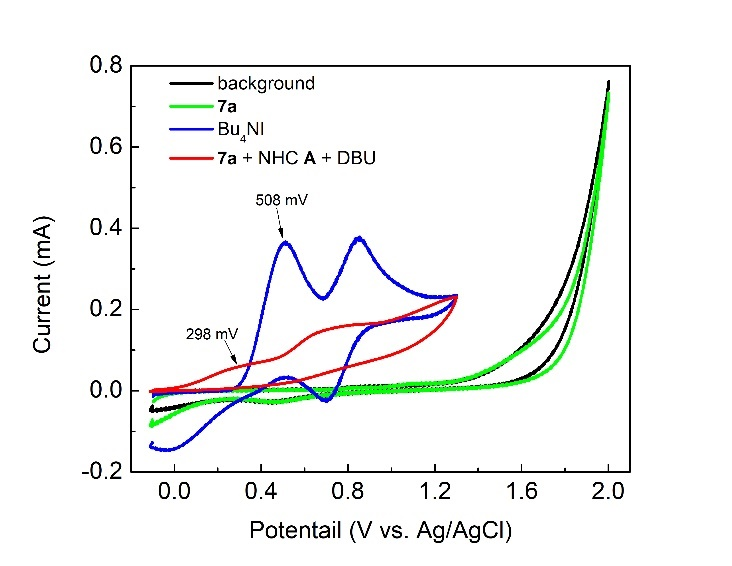 0.8
0.6
0.4
0.2
0.0
-0.2
Current (mA)
background
7a
Bu₄NI
7a + NHC A + DBU
508 mV
298 mV
0.0 0.4 0.8 1.2 1.6 2.0
Potentail (V vs. Ag/AgCl)